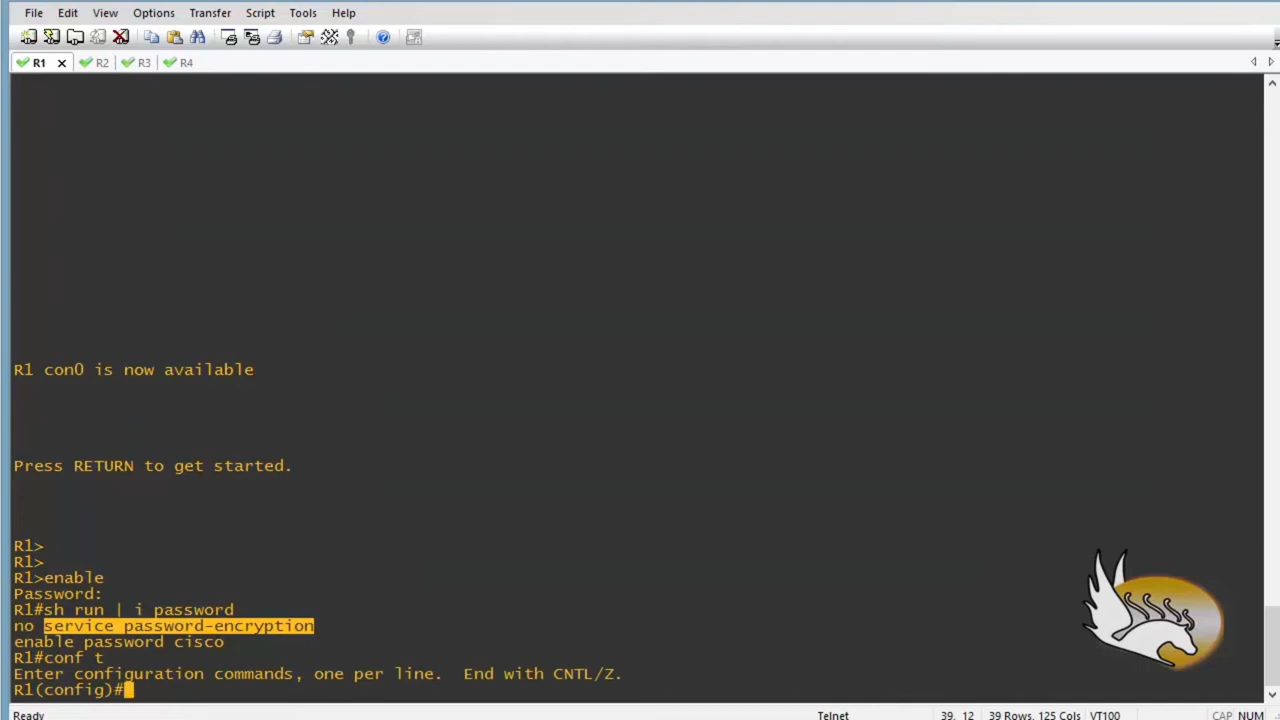 File Edit View Options Transfer Script Tools Help
R1 R2 R3 R4
R1 con0 is now available
Press RETURN to get started.
R1>
R1>
R1>enable
Password:
R1#sh run | i password
no service password-encryption
enable password cisco
R1#conf t
Enter configuration commands, one per line.  End with CNTL/Z.
R1(config)#
Ready Telnet 39, 12 39 Rows, 125 Cols VT100 CAP NUM